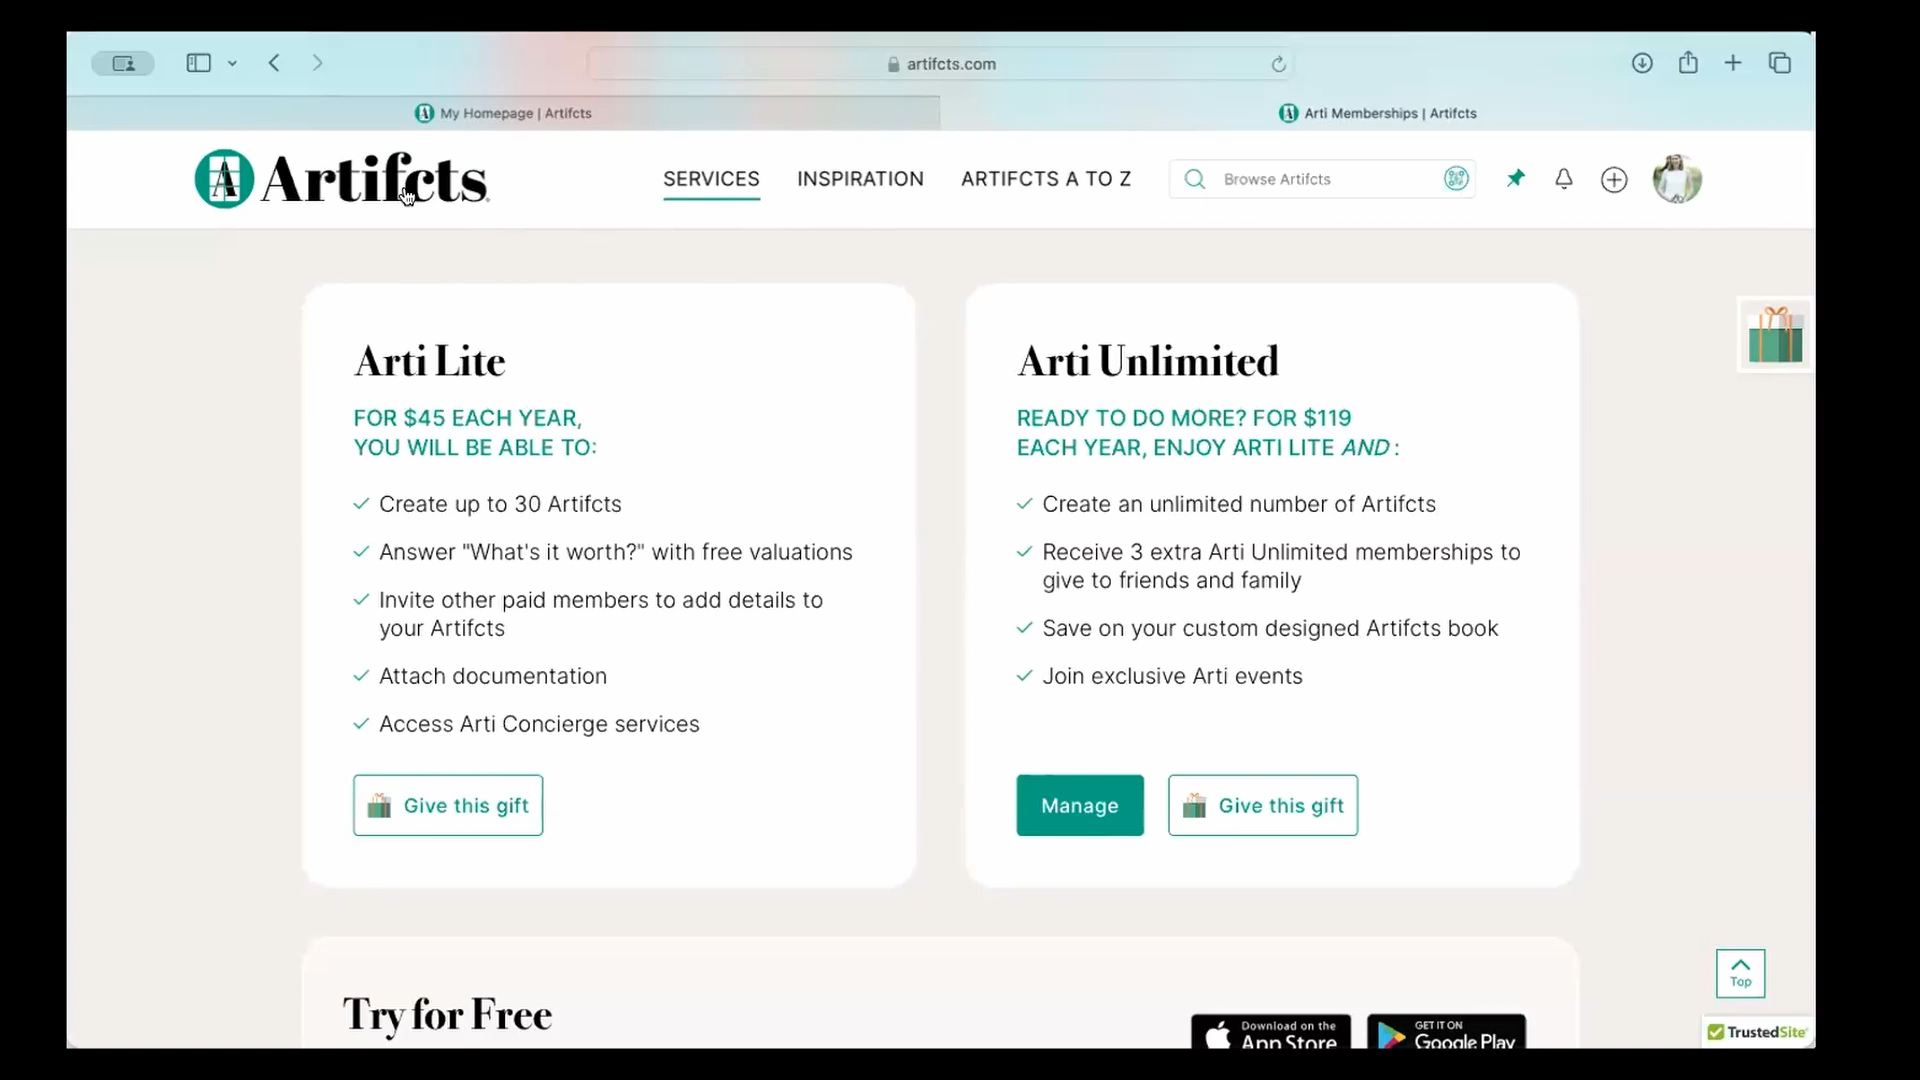 artifcts.com
My Homepage | Artifcts
Arti Memberships | Artifcts
Artifcts
SERVICES
INSPIRATION
ARTIFCTS A TO Z
Browse Artifcts
Arti Lite
FOR $45 EACH YEAR,
YOU WILL BE ABLE TO:
Create up to 30 Artifcts
Answer "What's it worth?" with free valuations
Invite other paid members to add details to
your Artifcts
Attach documentation
Access Arti Concierge services
Give this gift
Arti Unlimited
READY TO DO MORE? FOR $119
EACH YEAR, ENJOY ARTI LITE AND :
Create an unlimited number of Artifcts
Receive 3 extra Arti Unlimited memberships to
give to friends and family
Save on your custom designed Artifcts book
Join exclusive Arti events
Manage
Give this gift
Try for Free
Download on the
App Store
GET IT ON
Google Play
Top
TrustedSite